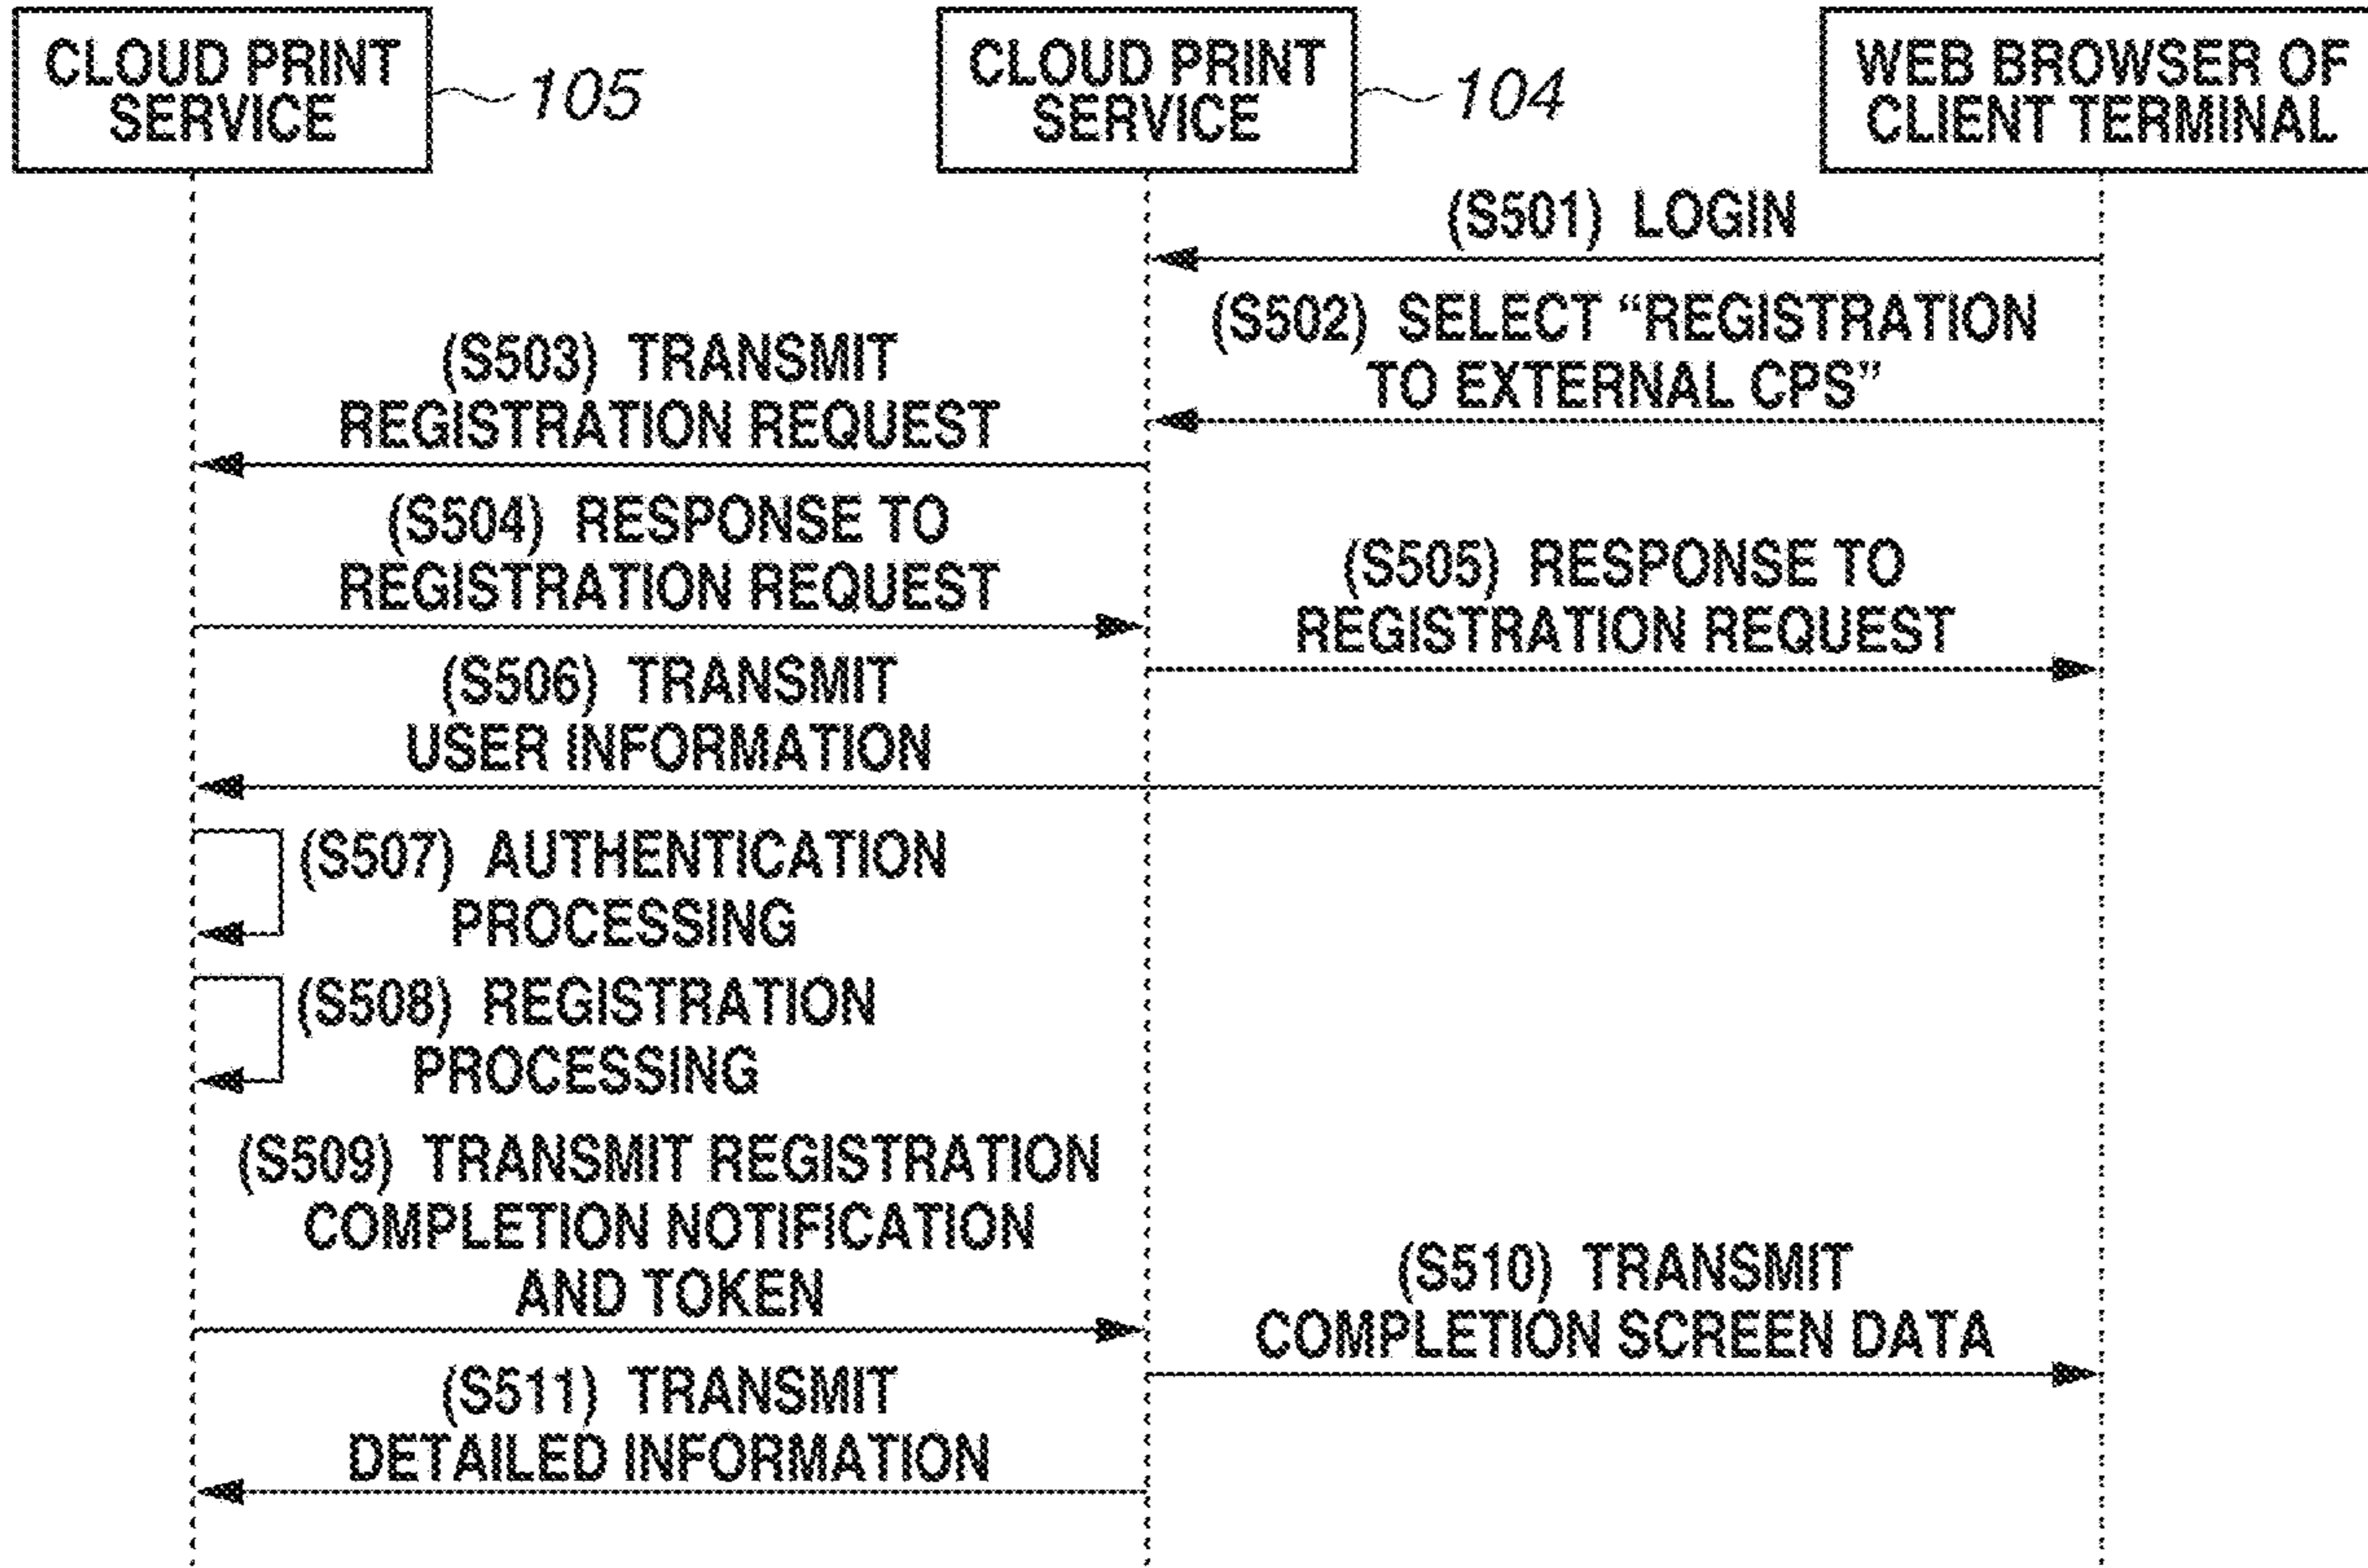 CLOUD PRINT
SERVICE
105
CLOUD PRINT
SERVICE
104
WEB BROWSER OF
CLIENT TERMINAL
(S501) LOGIN
(S502) SELECT “REGISTRATION
TO EXTERNAL CPS”
(S503) TRANSMIT
REGISTRATION REQUEST
(S504) RESPONSE TO
REGISTRATION REQUEST
(S505) RESPONSE TO
REGISTRATION REQUEST
(S506) TRANSMIT
USER INFORMATION
(S507) AUTHENTICATION
PROCESSING
(S508) REGISTRATION
PROCESSING
(S509) TRANSMIT REGISTRATION
COMPLETION NOTIFICATION
AND TOKEN
(S510) TRANSMIT
COMPLETION SCREEN DATA
(S511) TRANSMIT
DETAILED INFORMATION